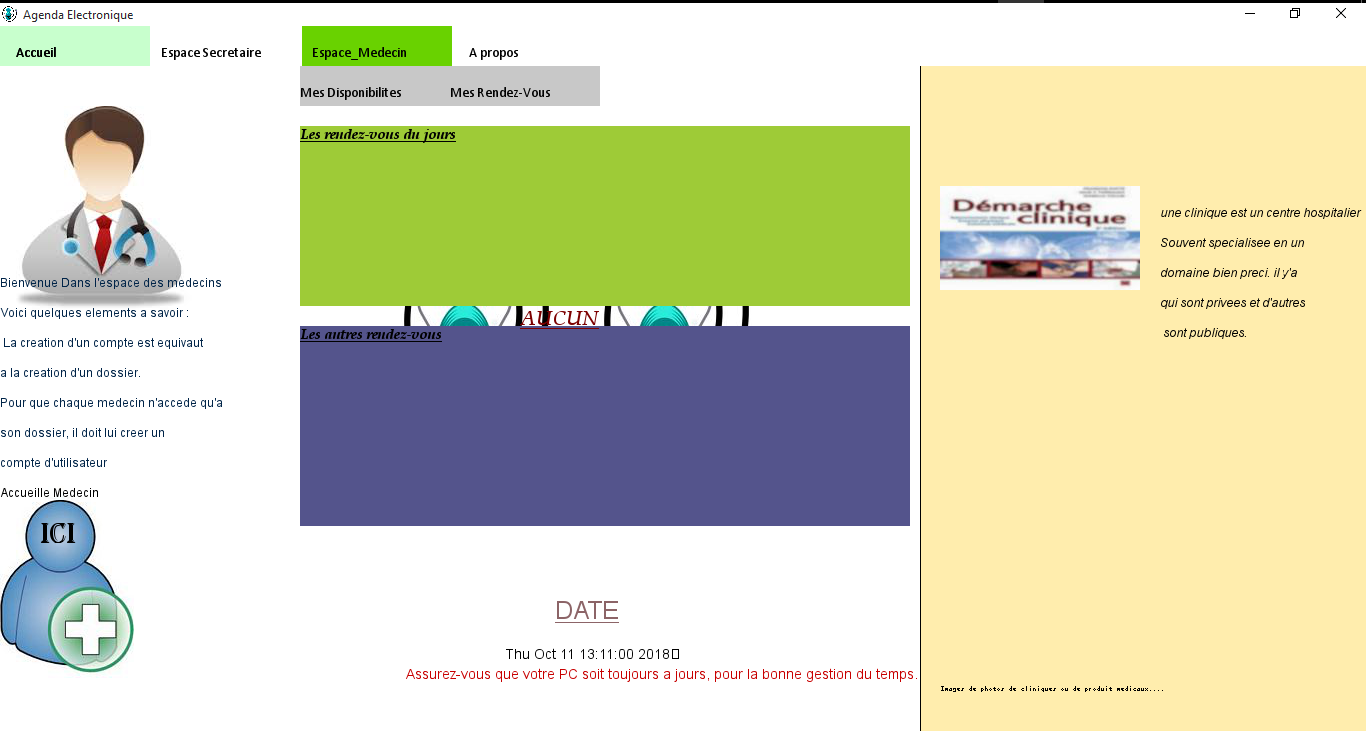 Agenda Electronique
Accueil
Espace Secretaire
Espace_Medecin
A propos
Mes Disponibilites
Mes Rendez-Vous
Les rendez-vous du jours
AUCUN
Les autres rendez-vous
Bienvenue Dans l'espace des medecins
Voici quelques elements a savoir :
La creation d'un compte est equivaut
a la creation d'un dossier.
Pour que chaque medecin n'accede qu'a
son dossier, il doit lui creer un
compte d'utilisateur
Accueille Medecin
ICI
DATE
Thu Oct 11 13:11:00 2018
Assurez-vous que votre PC soit toujours a jours, pour la bonne gestion du temps.
Démarche
clinique
une clinique est un centre hospitalier
Souvent specialisee en un
domaine bien preci. il y'a
qui sont privees et d'autres
sont publiques.
Images de photos de cliniques ou de produit medicaux....